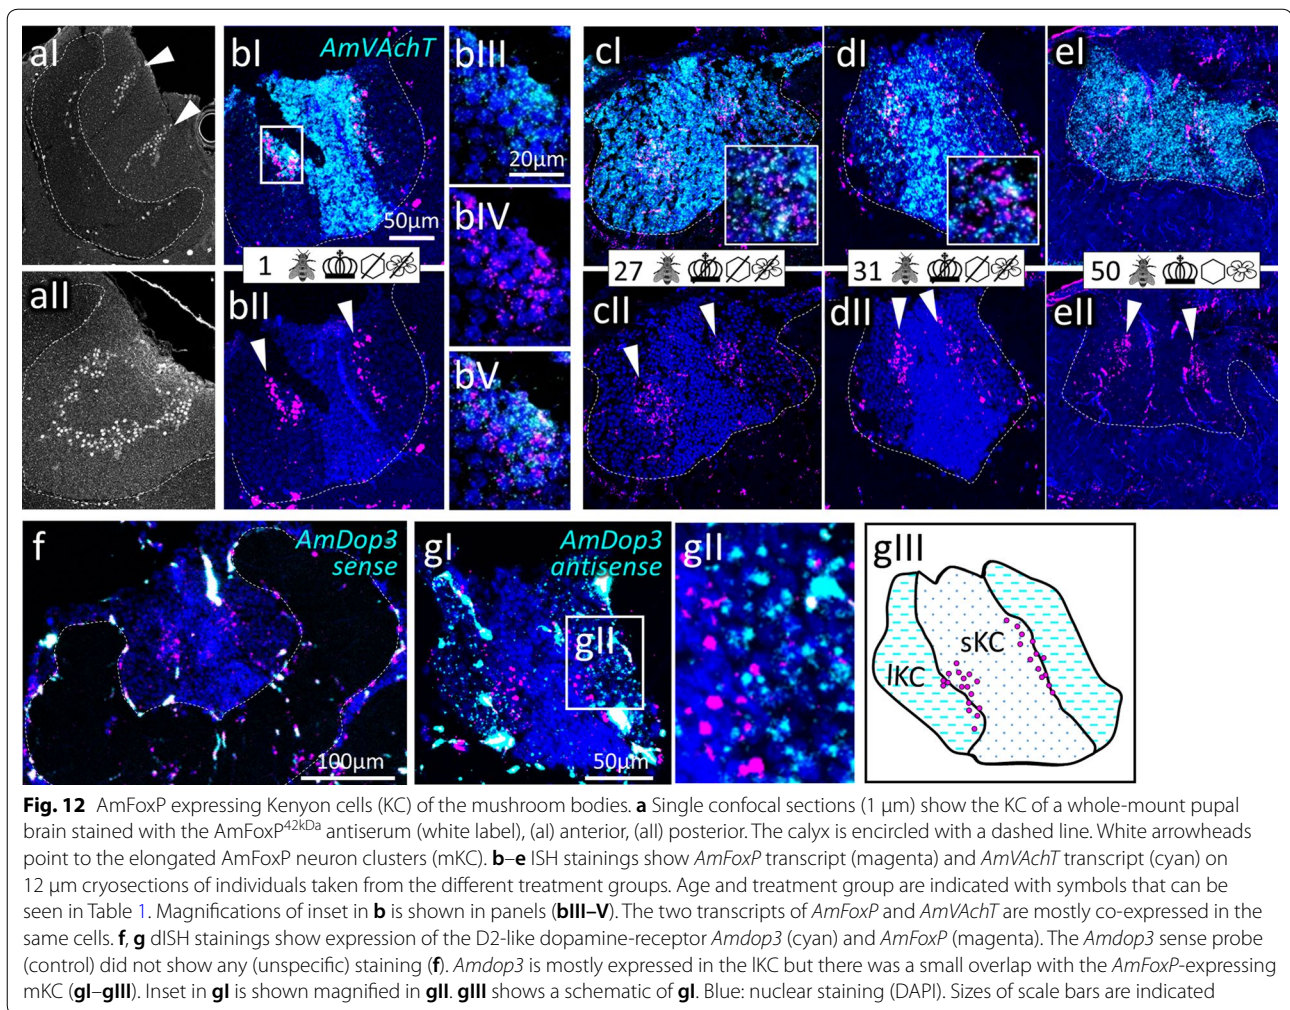 aI
bI
AmVAchT
bIII
cI
dI
eI
20µm
50µm
bIV
1
27
31
50
aII
bII
bV
cII
dII
eII
f
AmDop3
sense
gI
AmDop3
antisense
gII
gII
gIII
sKC
lKC
100µm
50µm
Fig. 12 AmFoxP expressing Kenyon cells (KC) of the mushroom bodies. a Single confocal sections (1 µm) show the KC of a whole-mount pupal
brain stained with the AmFoxP42kDa antiserum (white label), (aI) anterior, (aII) posterior. The calyx is encircled with a dashed line. White arrowheads
point to the elongated AmFoxP neuron clusters (mKC). b–e ISH stainings show AmFoxP transcript (magenta) and AmVAchT transcript (cyan) on
12 µm cryosections of individuals taken from the different treatment groups. Age and treatment group are indicated with symbols that can be
seen in Table 1. Magnifications of inset in b is shown in panels (bIII–V). The two transcripts of AmFoxP and AmVAchT are mostly co-expressed in the
same cells. f, g dISH stainings show expression of the D2-like dopamine-receptor Amdop3 (cyan) and AmFoxP (magenta). The Amdop3 sense probe
(control) did not show any (unspecific) staining (f). Amdop3 is mostly expressed in the lKC but there was a small overlap with the AmFoxP-expressing
mKC (gI–gIII). Inset in gI is shown magnified in gII. gIII shows a schematic of gI. Blue: nuclear staining (DAPI). Sizes of scale bars are indicated